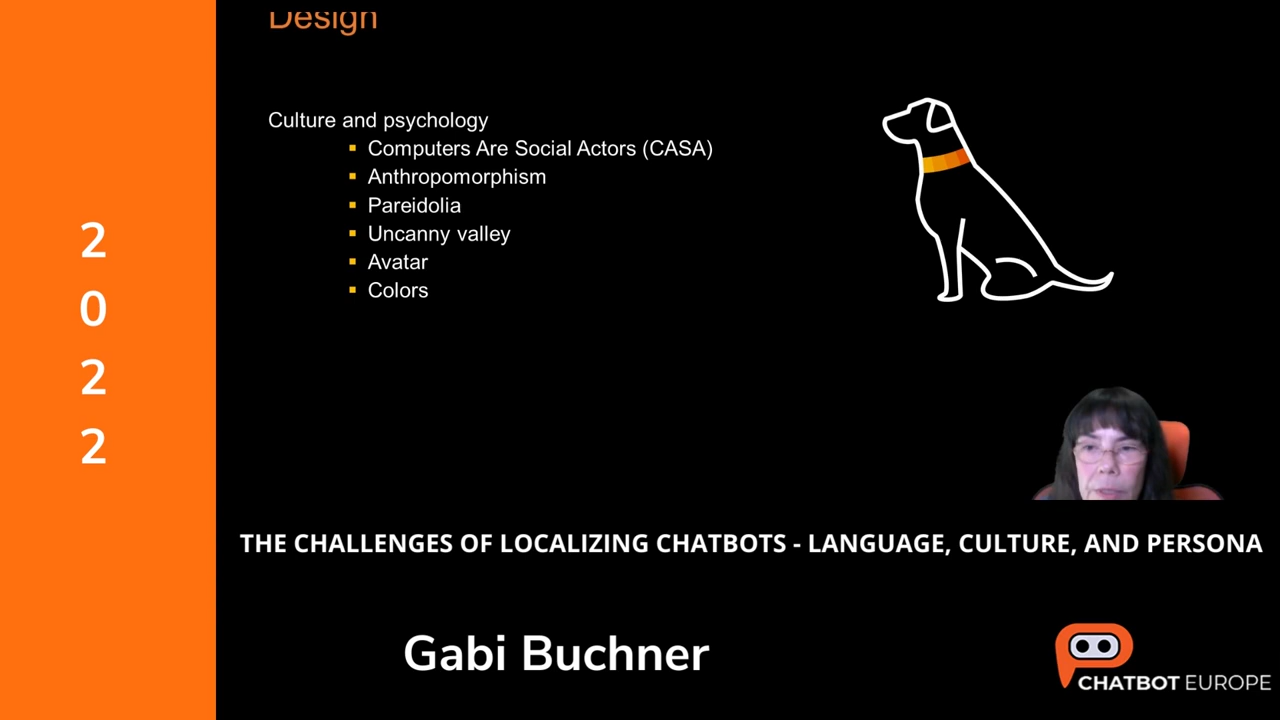 Design
Culture and psychology
Computers Are Social Actors (CASA)
Anthropomorphism
Pareidolia
Uncanny valley
Avatar
Colors
2
0
2
2
THE CHALLENGES OF LOCALIZING CHATBOTS - LANGUAGE, CULTURE, AND PERSONA
Gabi Buchner
CHATBOT EUROPE